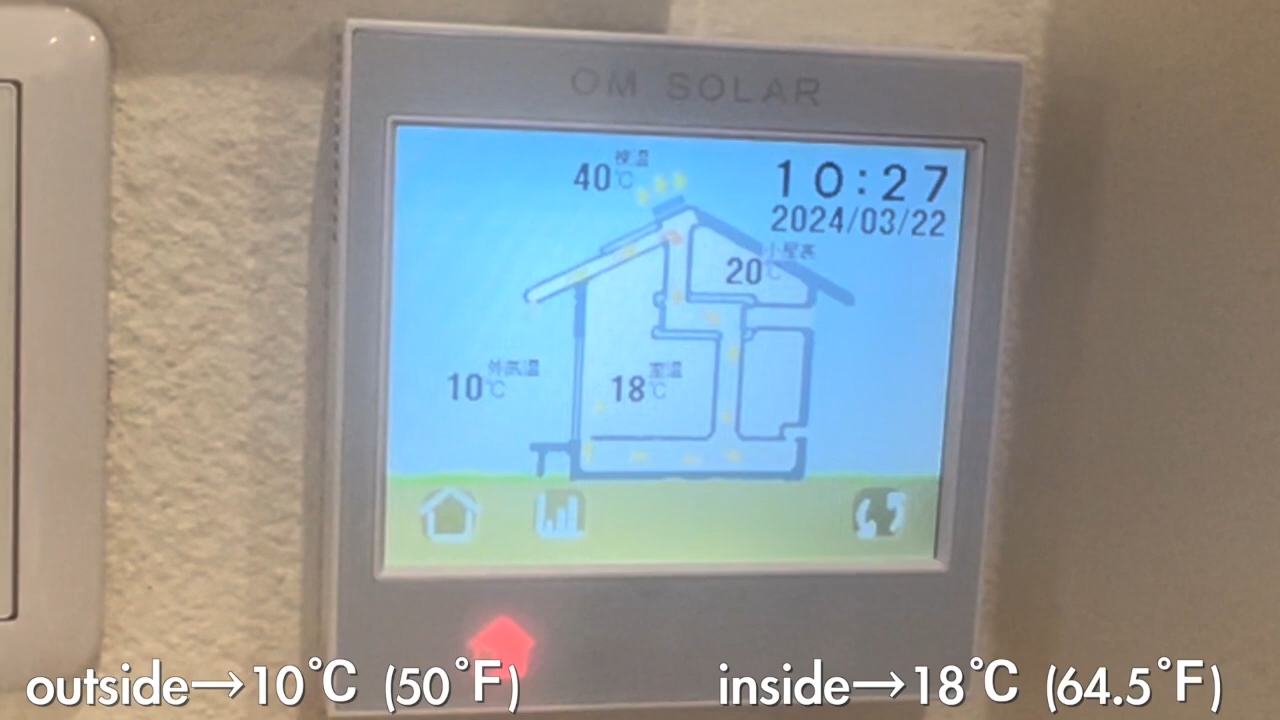 OM SOLAR
棟温
40℃
10:27
2024/03/22
小屋裏
20℃
外気温
10℃
室温
18℃
outside→10℃ (50℉)
inside→18℃ (64.5℉)